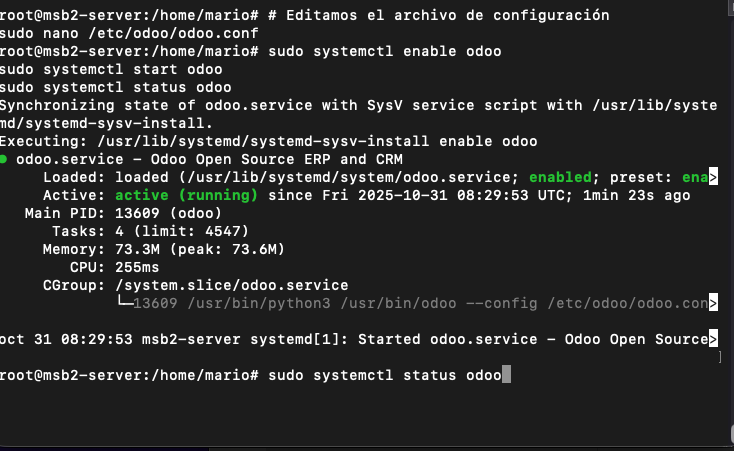 root@msb2-server:/home/mario# # Editamos el archivo de configuración
sudo nano /etc/odoo/odoo.conf
root@msb2-server:/home/mario# sudo systemctl enable odoo
sudo systemctl start odoo
sudo systemctl status odoo
Synchronizing state of odoo.service with SysV service script with /usr/lib/syste
md/systemd-sysv-install.
Executing: /usr/lib/systemd/systemd-sysv-install enable odoo
● odoo.service - Odoo Open Source ERP and CRM
     Loaded: loaded (/usr/lib/systemd/system/odoo.service; enabled; preset: ena>
     Active: active (running) since Fri 2025-10-31 08:29:53 UTC; 1min 23s ago
   Main PID: 13609 (odoo)
      Tasks: 4 (limit: 4547)
     Memory: 73.3M (peak: 73.6M)
        CPU: 255ms
     CGroup: /system.slice/odoo.service
             └─13609 /usr/bin/python3 /usr/bin/odoo --config /etc/odoo/odoo.con>
oct 31 08:29:53 msb2-server systemd[1]: Started odoo.service - Odoo Open Source>
root@msb2-server:/home/mario# sudo systemctl status odoo